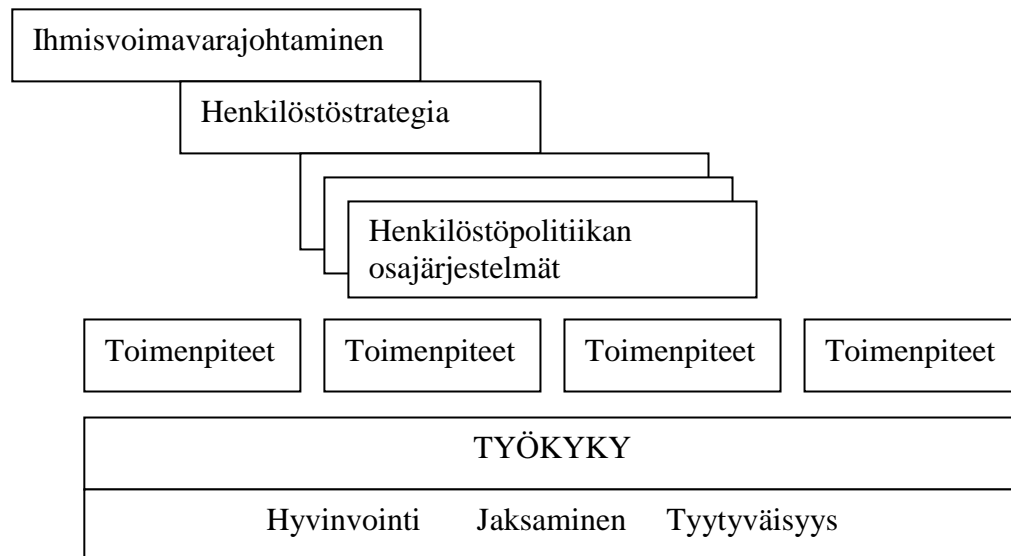 Ihmisvoimavarajohtaminen
Henkilöstöstrategia
Henkilöstöpolitiikan
osajärjestelmät
Toimenpiteet Toimenpiteet Toimenpiteet Toimenpiteet
TYÖKYKY
Hyvinvointi Jaksaminen Tyytyväisyys